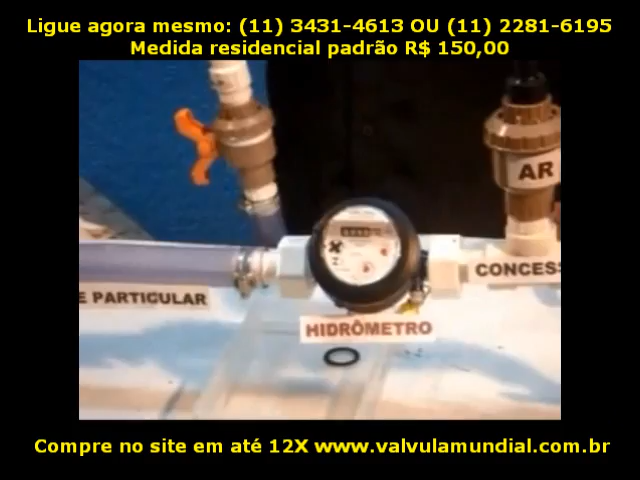 Ligue agora mesmo: (11) 3431-4613 OU (11) 2281-6195
Medida residencial padrão R$ 150,00
AR
CONCESS
E PARTICULAR
HIDRÔMETRO
Compre no site em até 12X www.valvulamundial.com.br